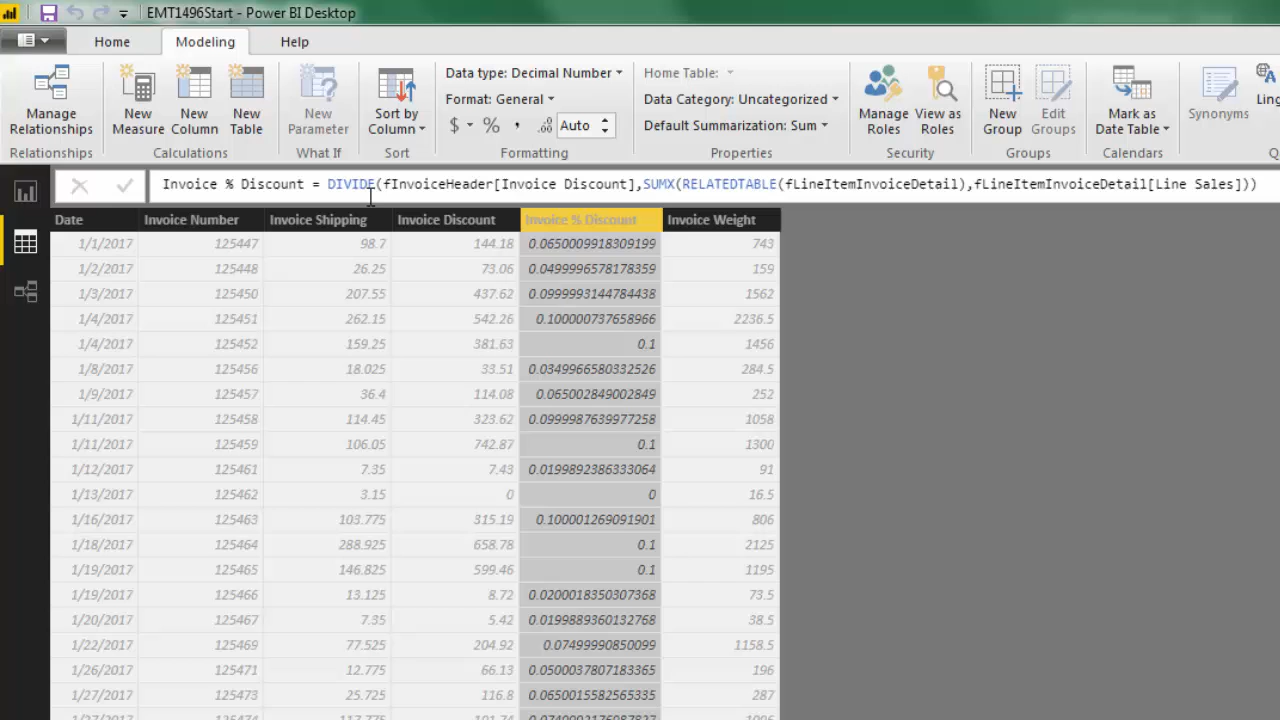 EMT1496Start - Power BI Desktop
Home Modeling Help
Manage Relationships
Relationships
New Measure
New Column
New Table
Calculations
New Parameter
What If
Sort by Column
Sort
Data type: Decimal Number
Format: General
$ % , .00 Auto
Formatting
Home Table:
Data Category: Uncategorized
Default Summarization: Sum
Properties
Manage Roles
View as Roles
Security
New Group
Edit Groups
Groups
Mark as Date Table
Calendars
Synonyms
Ling
Q
Invoice % Discount = DIVIDE(fInvoiceHeader[Invoice Discount],SUMX(RELATEDTABLE(fLineItemInvoiceDetail),fLineItemInvoiceDetail[Line Sales]))
Date Invoice Number Invoice Shipping Invoice Discount Invoice % Discount Invoice Weight
1/1/2017 125447 98.7 144.18 0.0650009918309199 743
1/2/2017 125448 26.25 73.06 0.0499996578178359 159
1/3/2017 125450 207.55 437.62 0.0999993144784438 1562
1/4/2017 125451 262.15 542.26 0.100000737658966 2236.5
1/4/2017 125452 159.25 381.63 0.1 1456
1/8/2017 125456 18.025 33.51 0.0349966580332526 284.5
1/9/2017 125457 36.4 114.08 0.065002849002849 252
1/11/2017 125458 114.45 323.62 0.0999987639977258 1058
1/11/2017 125459 106.05 742.87 0.1 1300
1/12/2017 125461 7.35 7.43 0.0199892386333064 91
1/13/2017 125462 3.15 0 0 16.5
1/16/2017 125463 103.775 315.19 0.100001269091901 806
1/18/2017 125464 288.925 658.78 0.1 2125
1/19/2017 125465 146.825 599.46 0.1 1195
1/19/2017 125466 13.125 8.72 0.0200018350307368 73.5
1/20/2017 125467 7.35 5.42 0.0199889360132768 38.5
1/22/2017 125469 77.525 204.92 0.07499990850099 1158.5
1/26/2017 125471 12.775 66.13 0.0500037807183365 196
1/27/2017 125473 25.725 116.8 0.0650015582565335 287